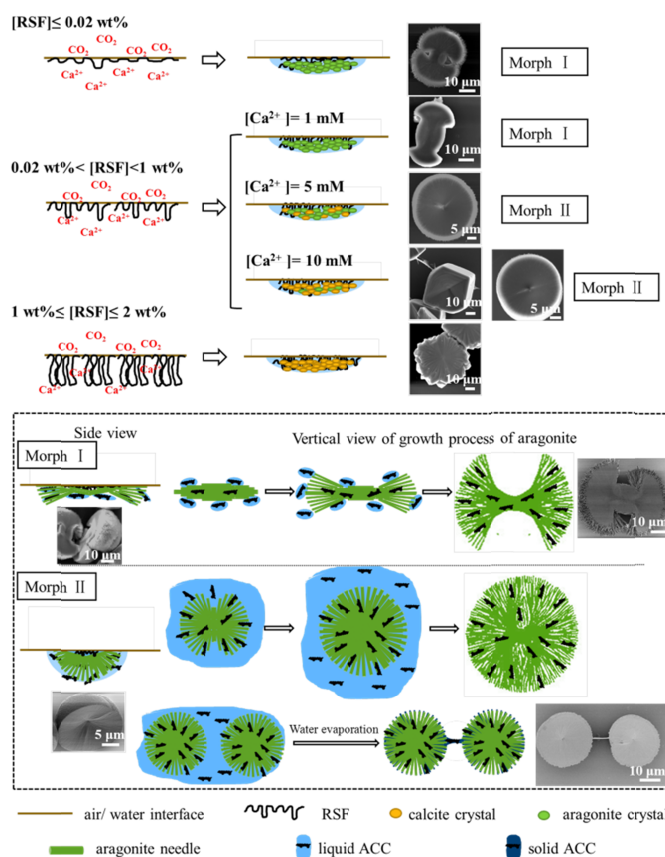 [RSF]≤ 0.02 wt%
CO2 CO2 CO2 CO2
Ca2+ Ca2+ Ca2+
Ca2+
10 μm
Morph Ⅰ
[Ca2+ ]= 1 mM
10 μm
Morph Ⅰ
0.02 wt%< [RSF]<1 wt%
CO2 CO2 CO2 CO2
Ca2+ Ca2+ Ca2+
Ca2+
[Ca2+ ]= 5 mM
5 μm
Morph Ⅱ
[Ca2+ ]= 10 mM
10 μm
5 μm
Morph Ⅱ
1 wt%≤ [RSF]≤ 2 wt%
CO2 CO2 CO2 CO2
Ca2+ Ca2+
Ca2+ Ca2+
10 μm
Side view
Vertical view of growth process of aragonite
Morph Ⅰ
10 μm
10 μm
Morph Ⅱ
5 μm
Water evaporation
10 μm
air/ water interface
RSF
calcite crystal
aragonite crystal
aragonite needle
liquid ACC
solid ACC